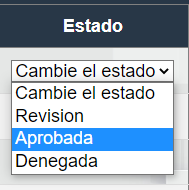 Estado
Cambie el estado
Cambie el estado
Revision
Aprobada
Denegada